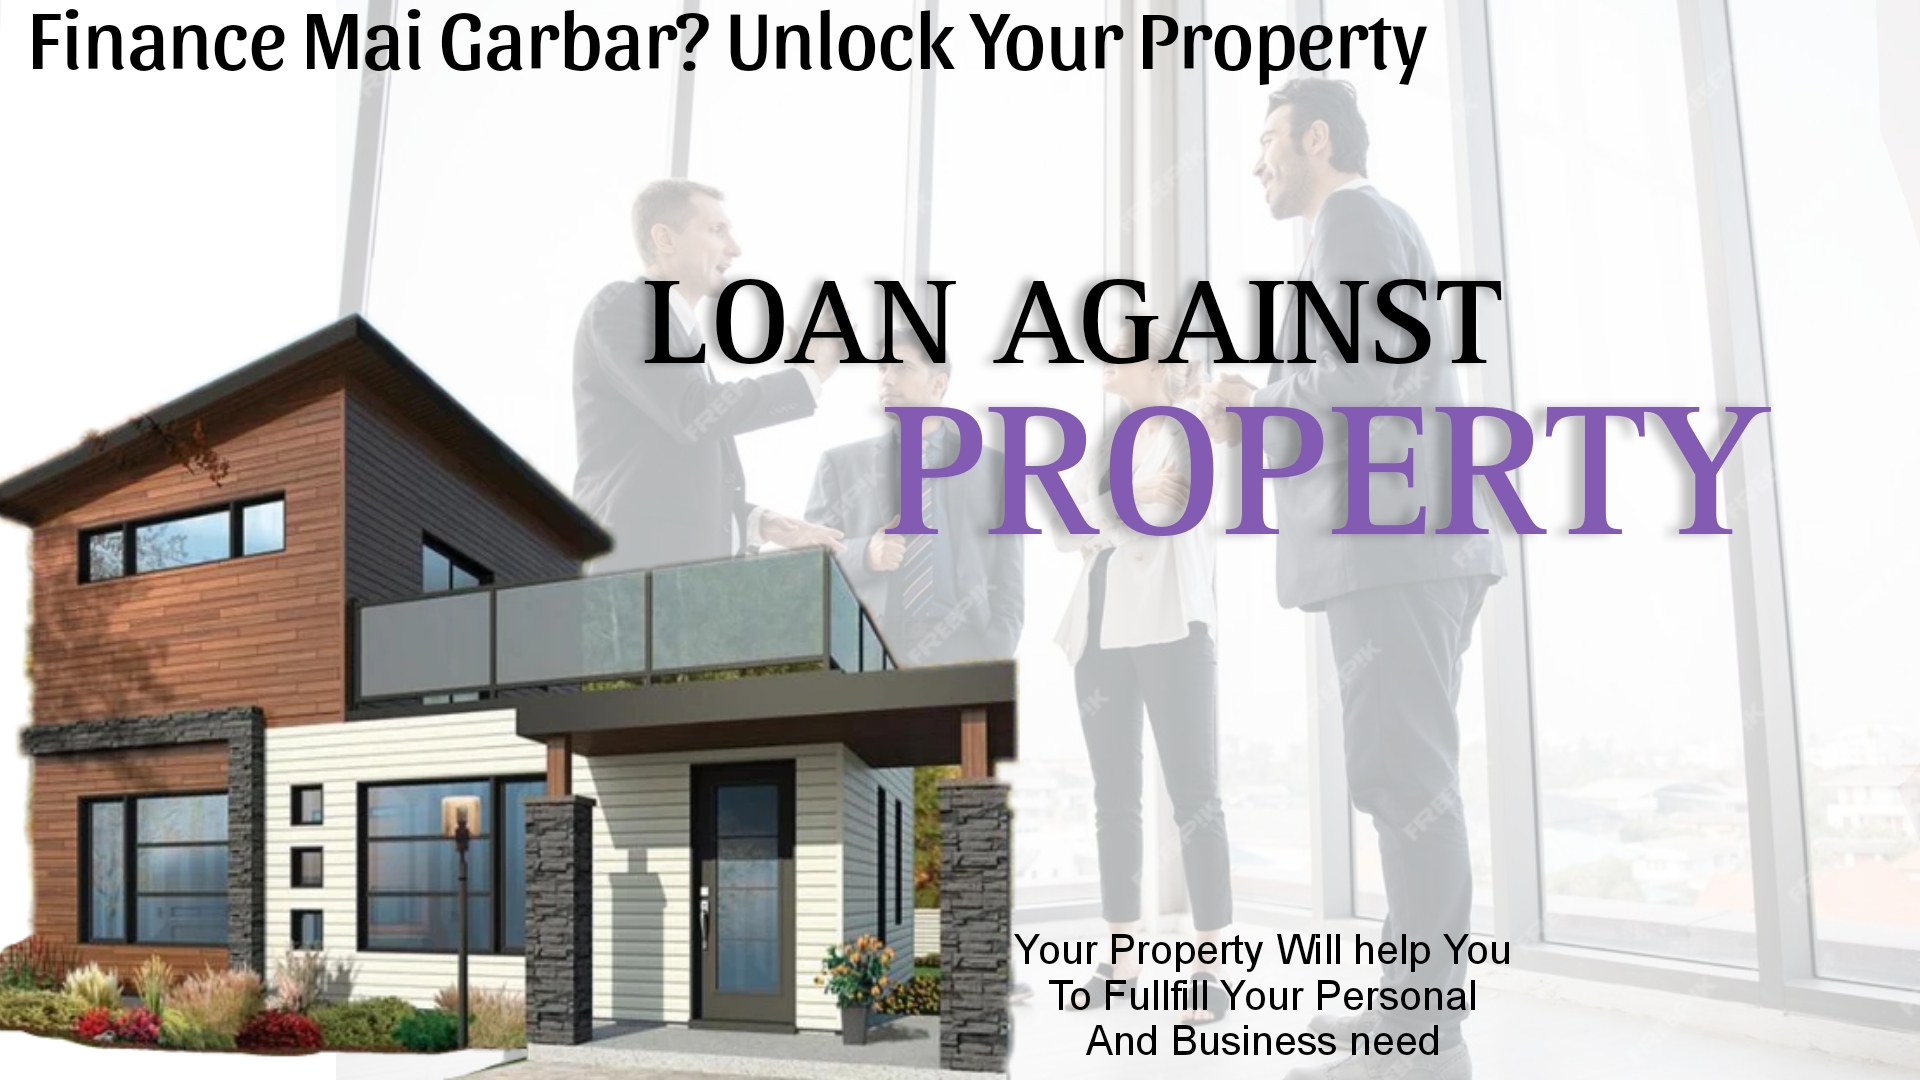 Finance Mai Garbar? Unlock Your Property
LOAN AGAINST
PROPERTY
Your Property Will help You
To Fullfill Your Personal
And Business need
FREEPIK